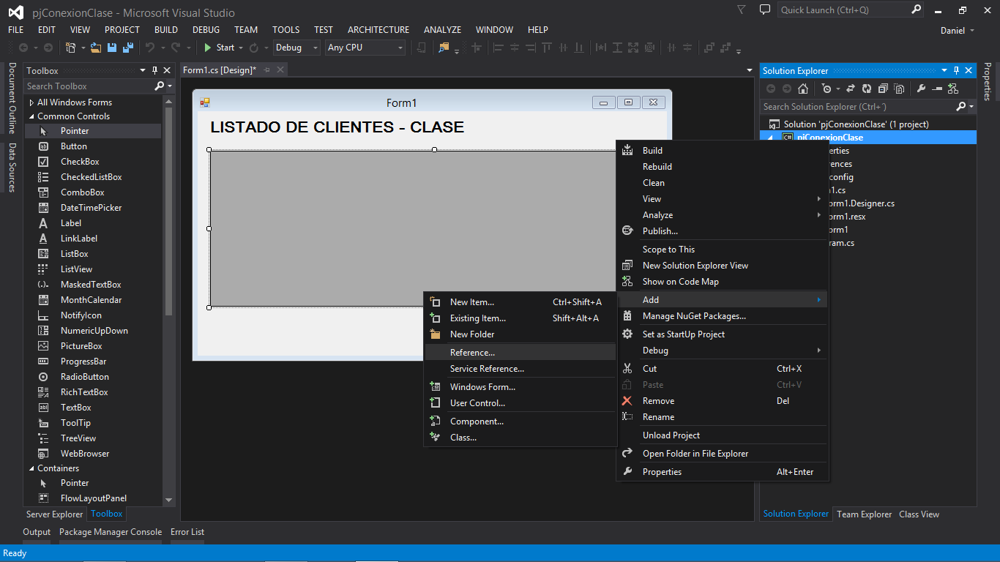 pjConexionClase - Microsoft Visual Studio
Quick Launch (Ctrl+Q)
FILE EDIT VIEW PROJECT BUILD DEBUG TEAM TOOLS TEST ARCHITECTURE ANALYZE WINDOW HELP
Daniel
Start Debug Any CPU
Document Outline
Data Sources
Toolbox
Search Toolbox
All Windows Forms
Common Controls
Pointer
Button
CheckBox
CheckedListBox
ComboBox
DateTimePicker
Label
LinkLabel
ListBox
ListView
MaskedTextBox
MonthCalendar
NotifyIcon
NumericUpDown
PictureBox
ProgressBar
RadioButton
RichTextBox
TextBox
ToolTip
TreeView
WebBrowser
Containers
Pointer
FlowLayoutPanel
Server Explorer Toolbox
Form1.cs [Design]*
Form1
LISTADO DE CLIENTES - CLASE
New Item... Ctrl+Shift+A
Existing Item... Shift+Alt+A
New Folder
Reference...
Service Reference...
Windows Form...
User Control...
Component...
Class...
Build
Rebuild
Clean
View
Analyze
Publish...
Scope to This
New Solution Explorer View
Show on Code Map
Add
Manage NuGet Packages...
Set as StartUp Project
Debug
Cut Ctrl+X
Paste Ctrl+V
Remove Del
Rename
Unload Project
Open Folder in File Explorer
Properties Alt+Enter
Solution Explorer
Search Solution Explorer (Ctrl+´)
Solution 'pjConexionClase' (1 project)
C# pjConexionClase
erties
rences
config
1.cs
orm1.Designer.cs
orm1.resx
orm1
ram.cs
Solution Explorer Team Explorer Class View
Properties
Output Package Manager Console Error List
Ready